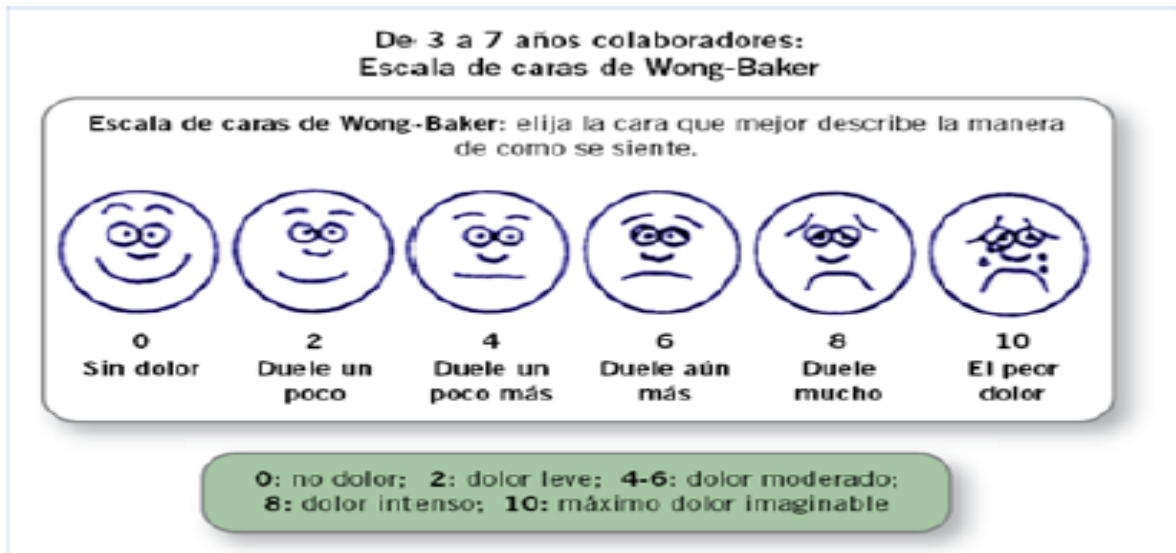 De 3 a 7 años colaboradores:
Escala de caras de Wong-Baker
Escala de caras de Wong-Baker: elija la cara que mejor describe la manera
de como se siente.
0 2 4 6 8 10
Sin dolor Duele un Duele un Duele aún Duele El peor
poco poco más más mucho dolor
0: no dolor; 2: dolor leve; 4-6: dolor moderado;
8: dolor intenso; 10: máximo dolor imaginable